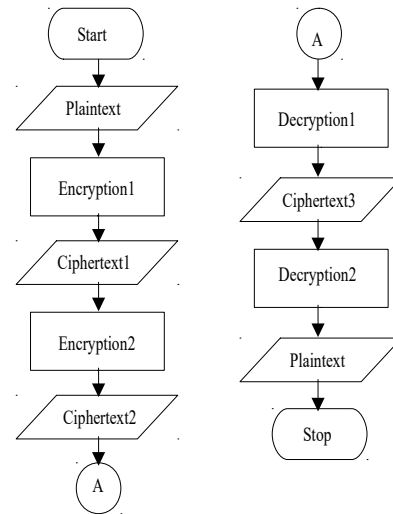 Start
Plaintext
Encryption1
Ciphertext1
Encryption2
Ciphertext2
A
A
Decryption1
Ciphertext3
Decryption2
Plaintext
Stop